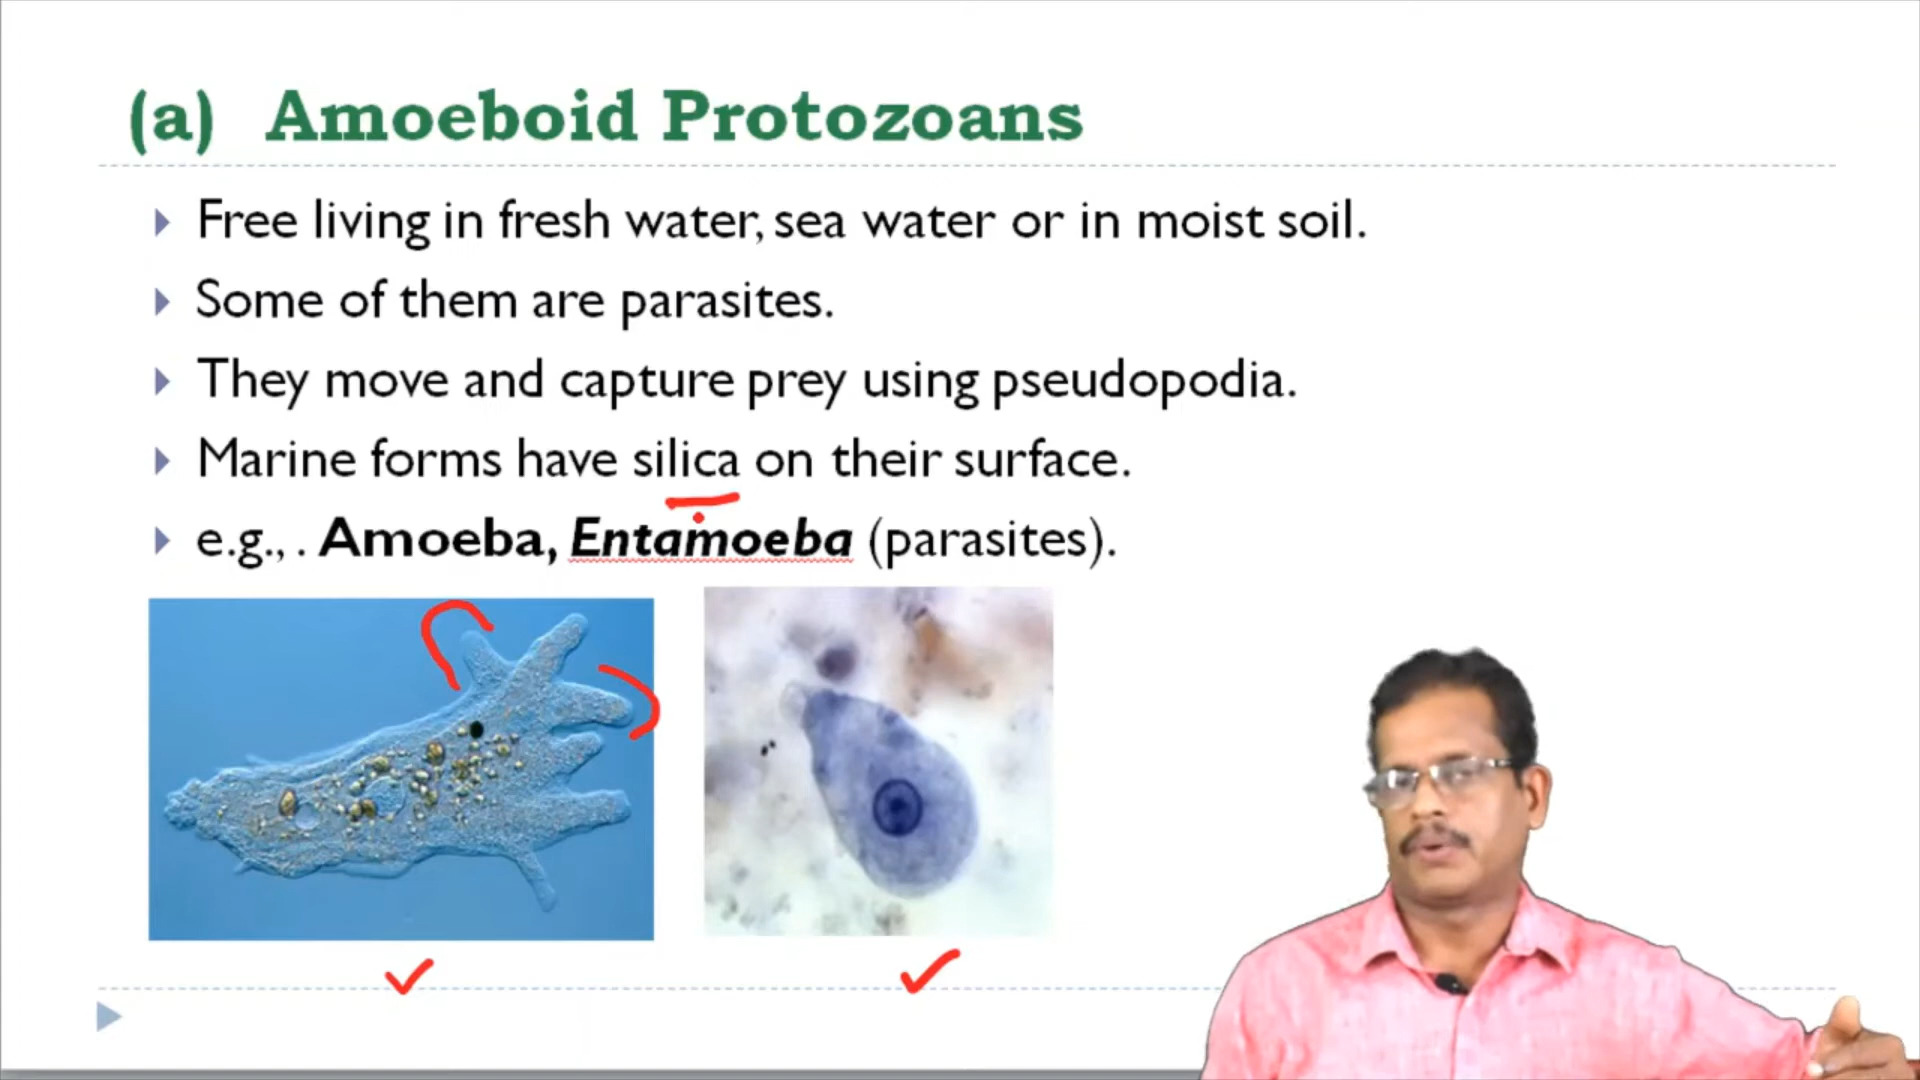 (a) Amoeboid Protozoans
Free living in fresh water, sea water or in moist soil.
Some of them are parasites.
They move and capture prey using pseudopodia.
Marine forms have silica on their surface.
e.g., . Amoeba, Entamoeba (parasites).